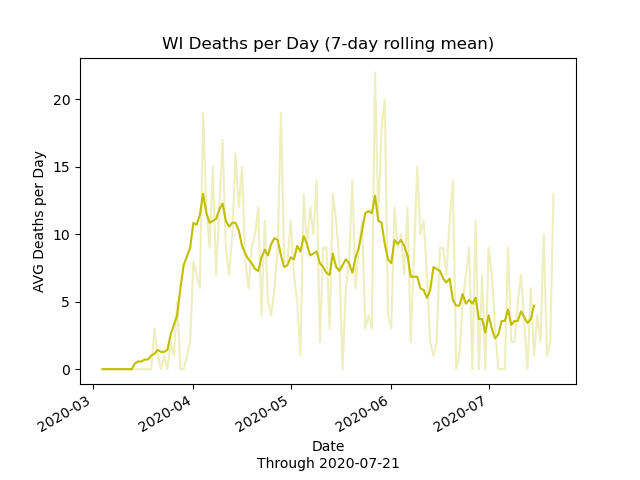 WI Deaths per Day (7-day rolling mean)
AVG Deaths per Day
20
15
10
5
0
2020-03
2020-04
2020-05
2020-06
2020-07
Date
Through 2020-07-21